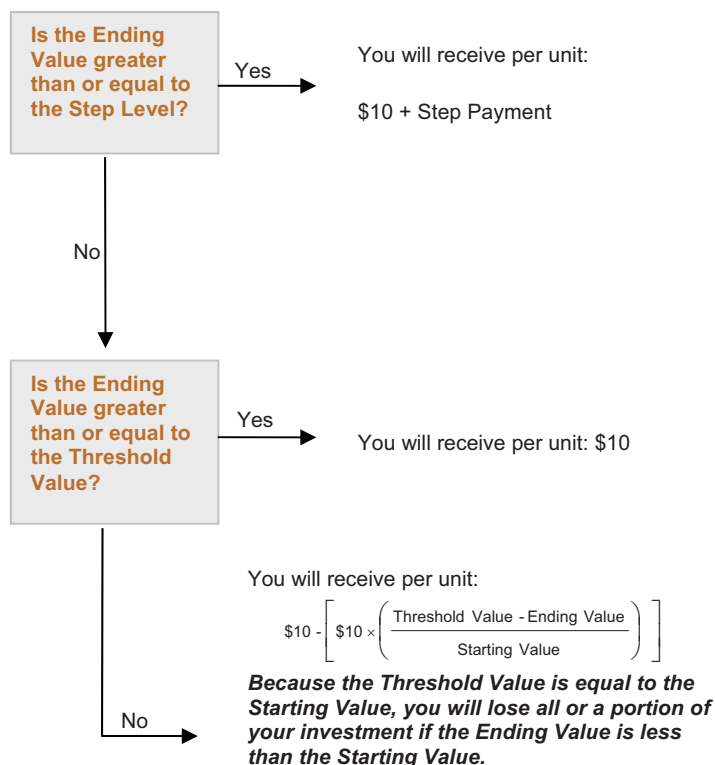 Is the Ending
Value greater
than or equal to
the Step Level?
Yes
You will receive per unit:
$10 + Step Payment
No
Is the Ending
Value greater
than or equal to
the Threshold
Value?
Yes
You will receive per unit: $10
You will receive per unit:
$10 - [ $10 × ( Threshold Value - Ending Value
Starting Value ) ]
Because the Threshold Value is equal to the
Starting Value, you will lose all or a portion of
your investment if the Ending Value is less
than the Starting Value.
No